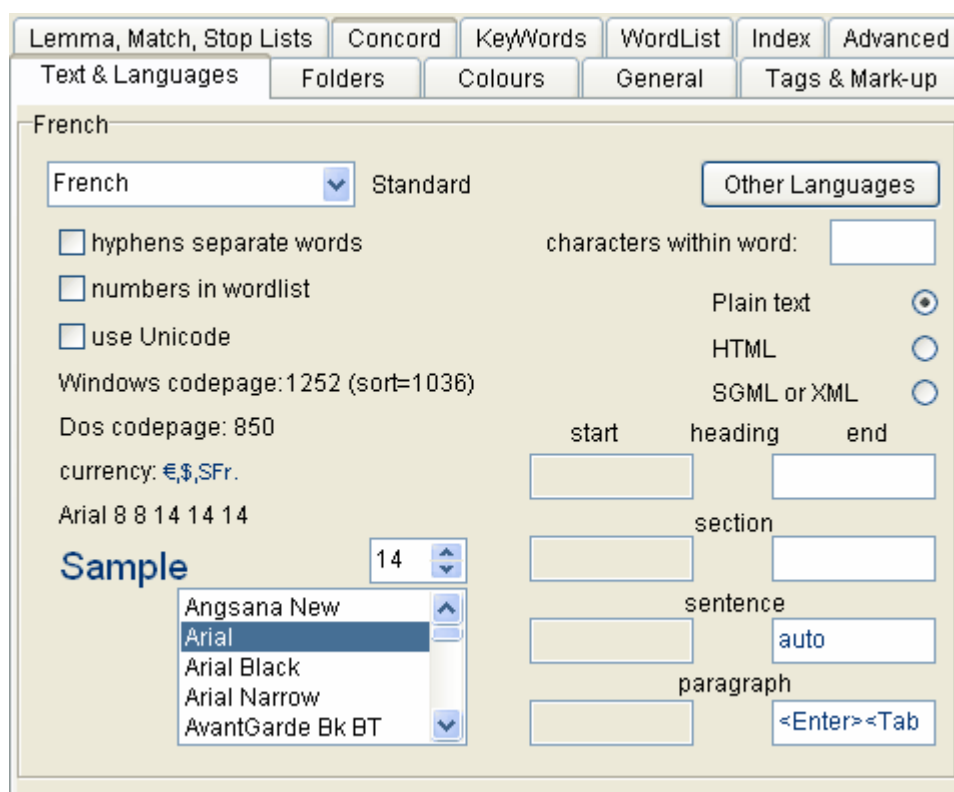 Lemma, Match, Stop Lists Concord KeyWords WordList Index Advanced
Text & Languages Folders Colours General Tags & Mark-up
French
French Standard Other Languages
hyphens separate words characters within word:
numbers in wordlist Plain text
use Unicode HTML
Windows codepage:1252 (sort=1036) SGML or XML
Dos codepage: 850 start heading end
currency: €,$,SFr.
Arial 8 8 14 14 14 section
Sample 14
Angsana New sentence
Arial auto
Arial Black
Arial Narrow paragraph
AvantGarde Bk BT <Enter><Tab